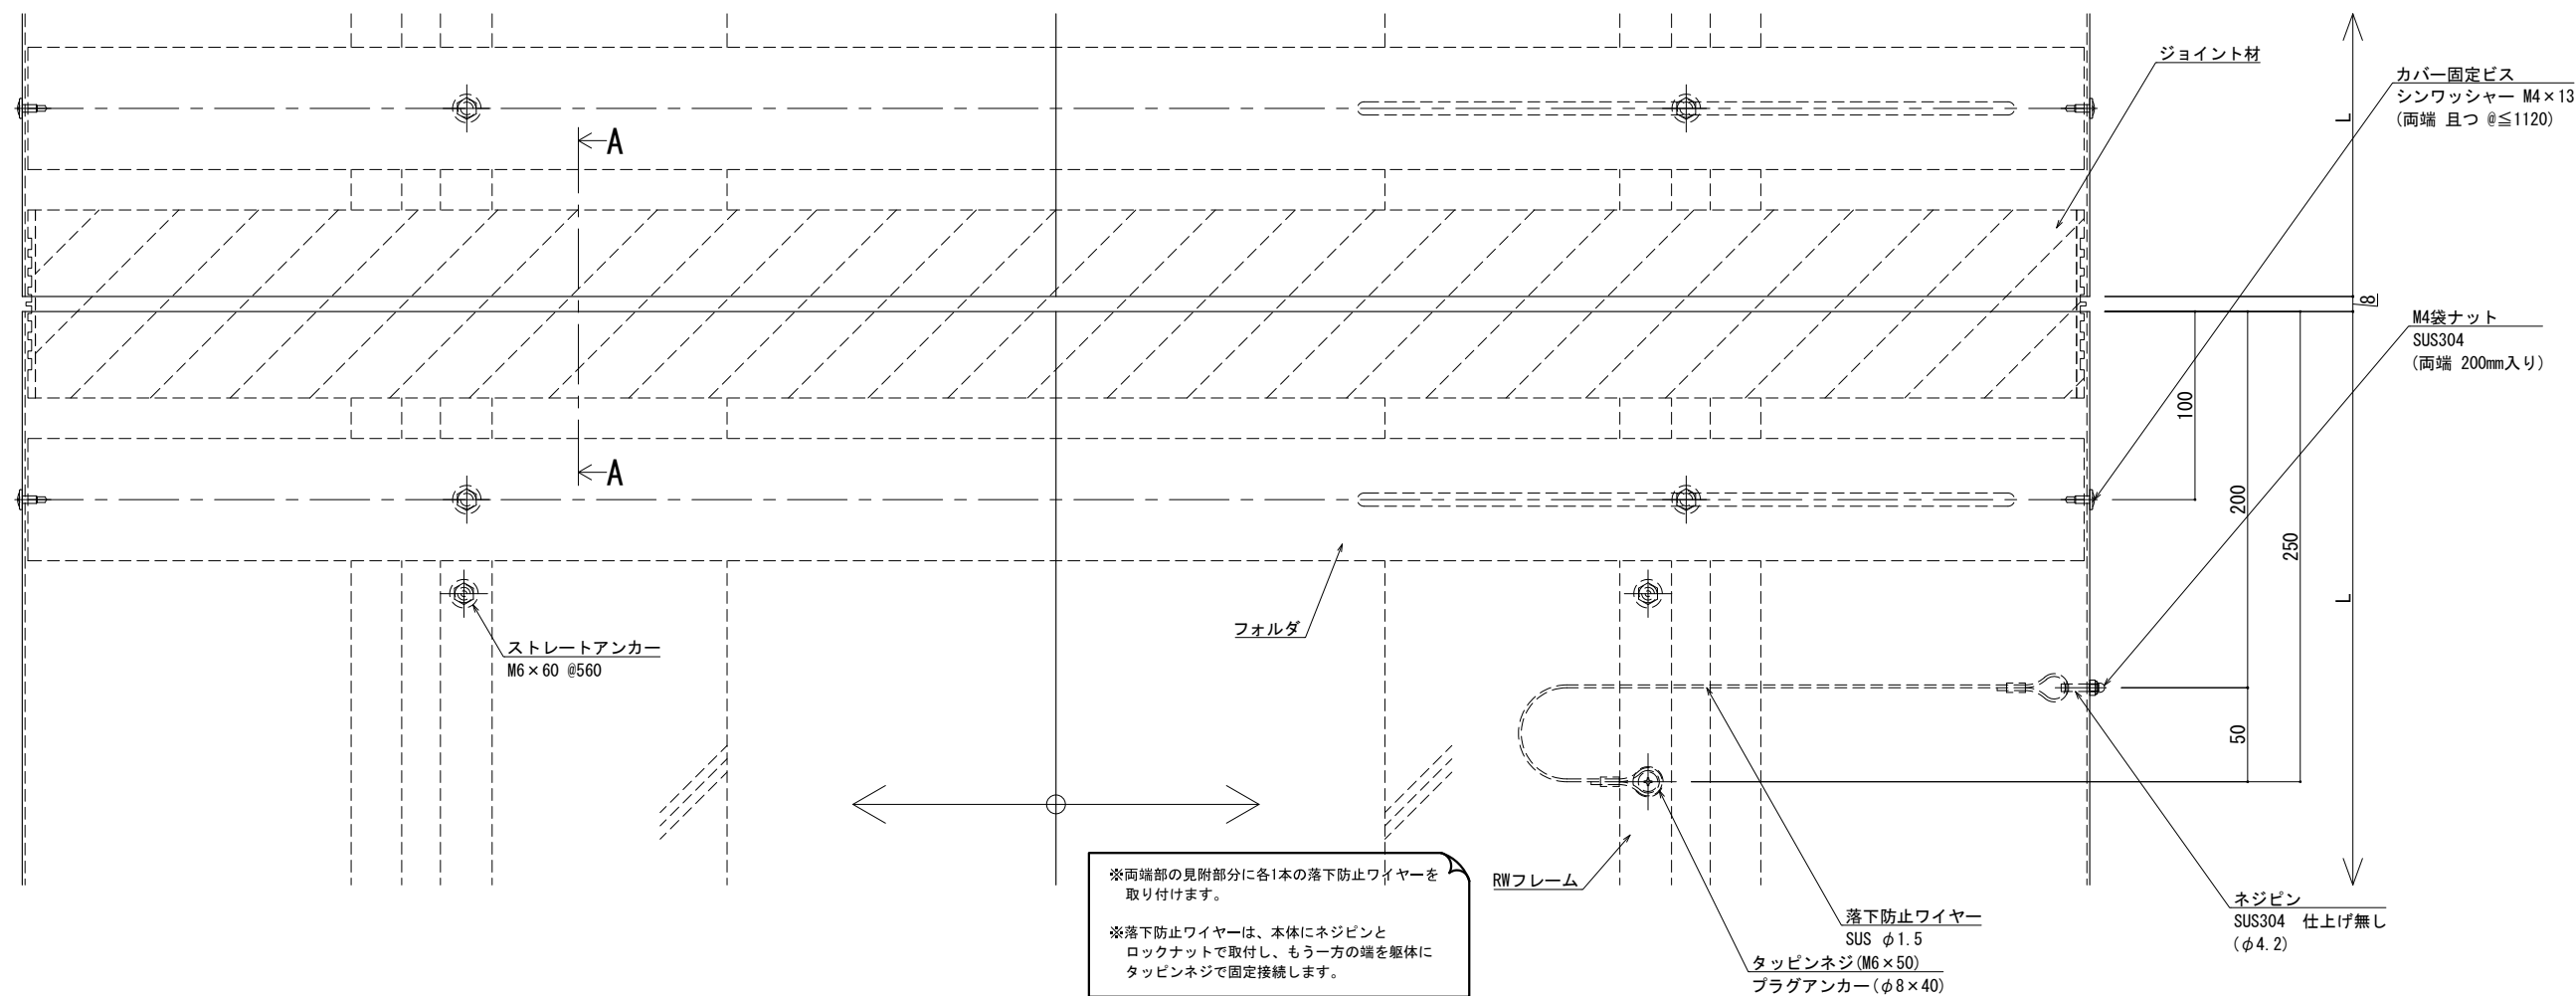 ジョイント材
カバー固定ビス
シンワッシャー M4×13
(両端 且つ @≦1120)
A
L
8
M4袋ナット
SUS304
(両端 200mm入り)
100
A
200
250
L
フォルダ
ストレートアンカー
M6×60 @560
50
※両端部の見附部分に各1本の落下防止ワイヤーを
取り付けます。
※落下防止ワイヤーは、本体にネジピンと
ロックナットで取付し、もう一方の端を躯体に
タッピンネジで固定接続します。
RWフレーム
落下防止ワイヤー
SUS φ1.5
タッピンネジ(M6×50)
プラグアンカー(φ8×40)
ネジピン
SUS304 仕上げ無し
(φ4.2)